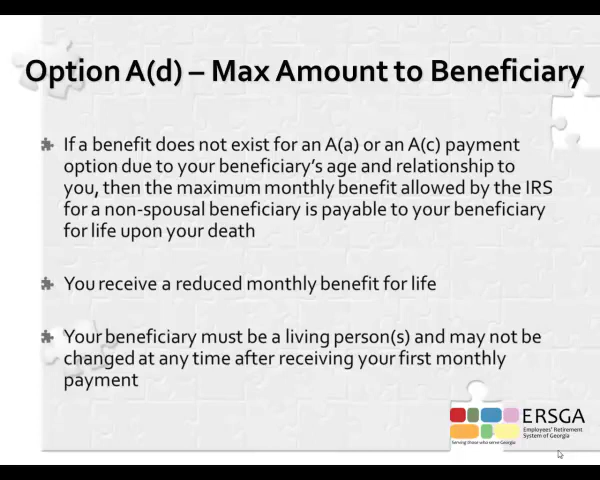 Option A(d) – Max Amount to Beneficiary
If a benefit does not exist for an A(a) or an A(c) payment
option due to your beneficiary's age and relationship to
you, then the maximum monthly benefit allowed by the IRS
for a non-spousal beneficiary is payable to your beneficiary
for life upon your death
You receive a reduced monthly benefit for life
Your beneficiary must be a living person(s) and may not be
changed at any time after receiving your first monthly
payment
ERSGA
Employees' Retirement
System of Georgia
Serving those who serve Georgia